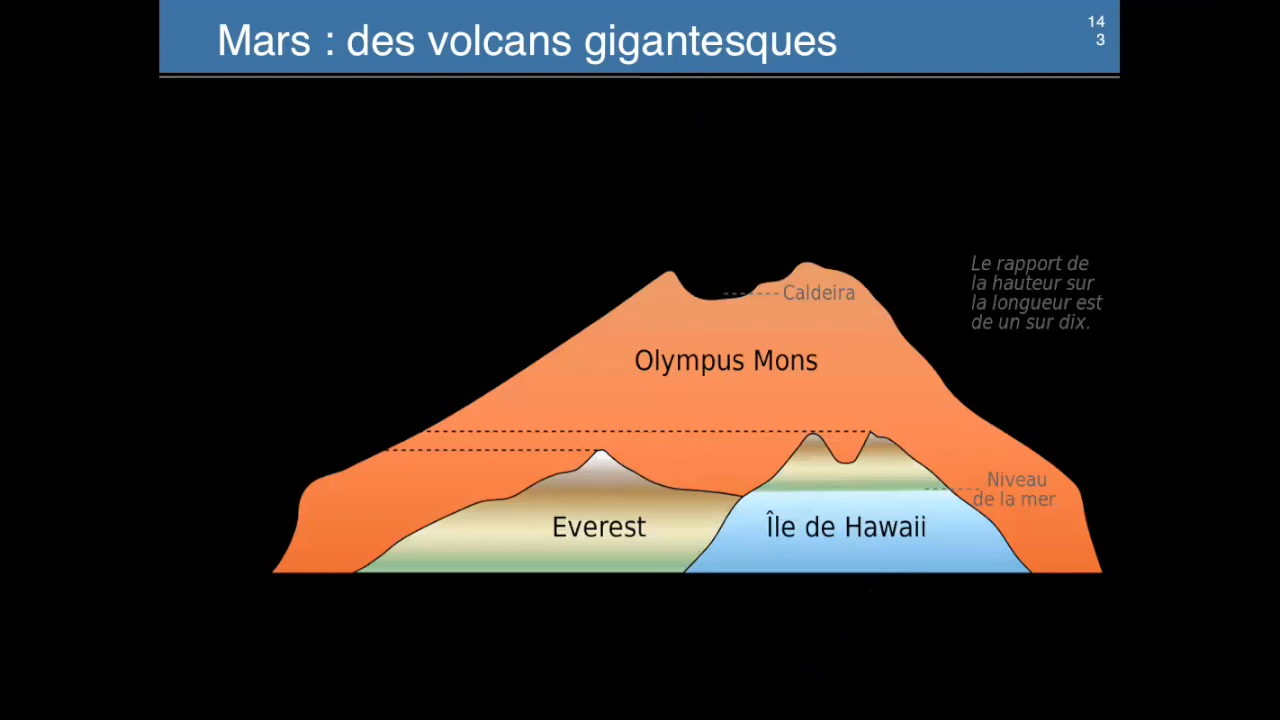 Mars : des volcans gigantesques
14
3
Le rapport de
la hauteur sur
la longueur est
de un sur dix.
Caldeira
Olympus Mons
Niveau
de la mer
Everest
Île de Hawaii